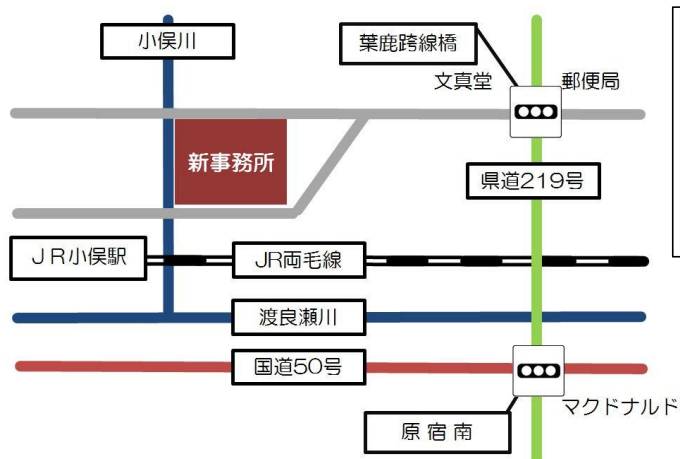 小俣川
葉鹿跨線橋
文真堂
郵便局
新事務所
県道219号
ＪＲ小俣駅
JR両毛線
渡良瀬川
国道50号
マクドナルド
原宿南